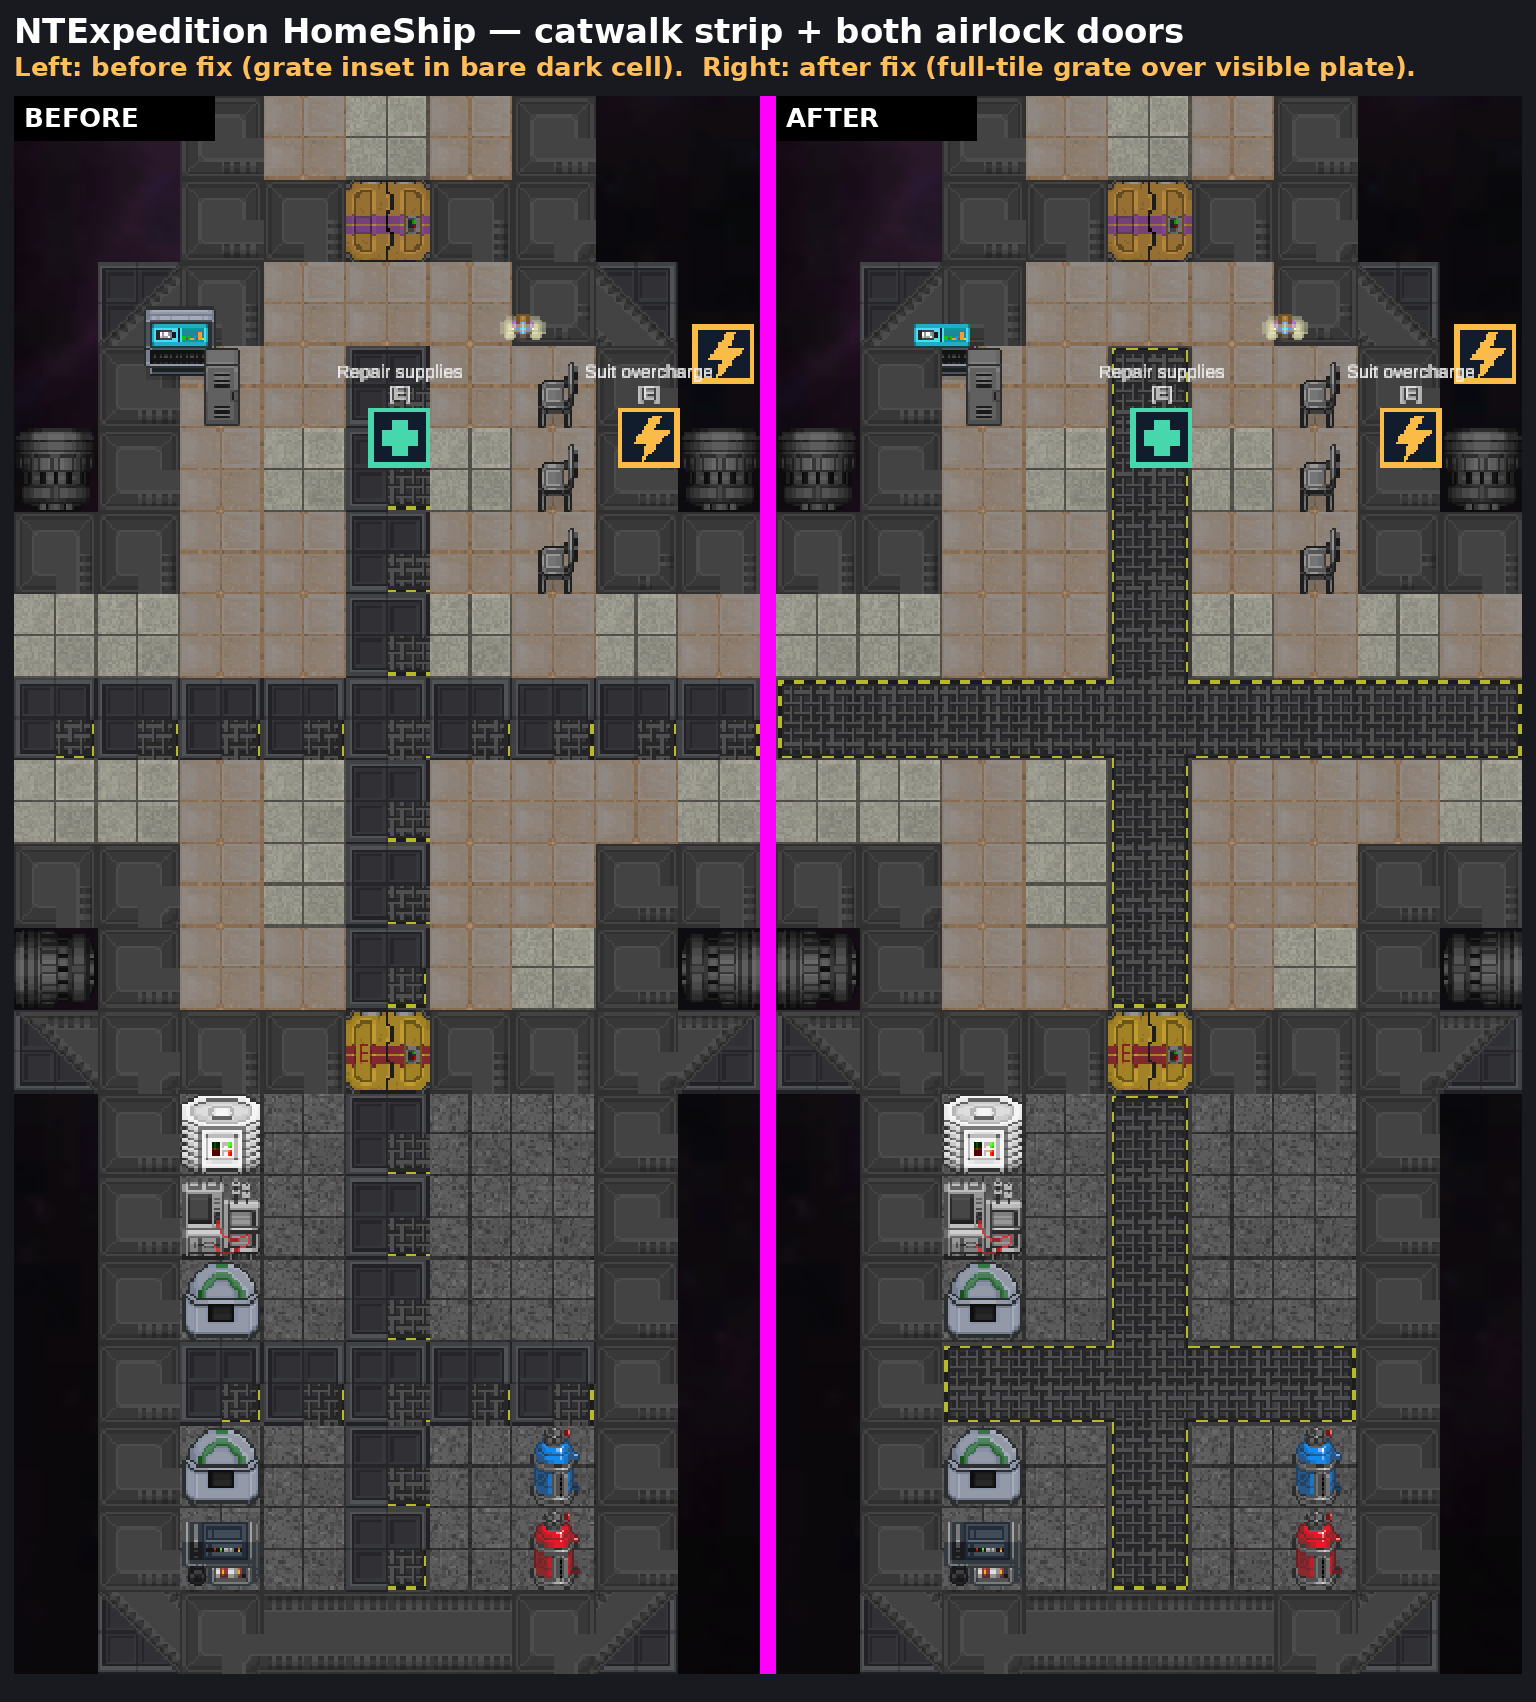 NTExpedition HomeShip — catwalk strip + both airlock doors
Left: before fix (grate inset in bare dark cell).  Right: after fix (full-tile grate over visible plate).
BEFORE
AFTER
Repair supplies
[E]
Suit overcharge
[E]
Repair supplies
[E]
Suit overcharge
[E]
E
E